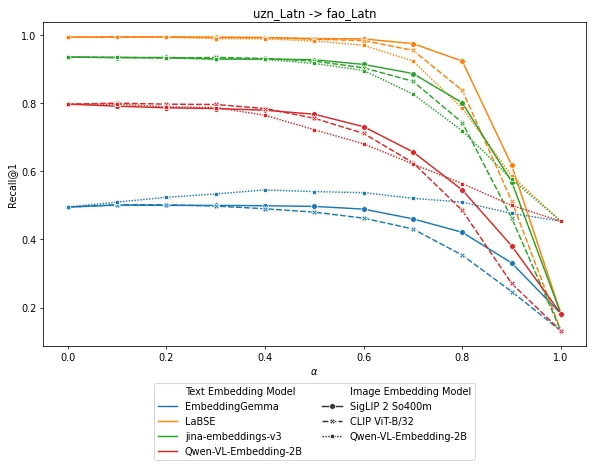 uzn_Latn -> fao_Latn
Recall@1
1.0
0.8
0.6
0.4
0.2
0.0 0.2 0.4 0.6 0.8 1.0
α
Text Embedding Model
EmbeddingGemma
LaBSE
jina-embeddings-v3
Qwen-VL-Embedding-2B
Image Embedding Model
SigLIP 2 So400m
CLIP ViT-B/32
Qwen-VL-Embedding-2B